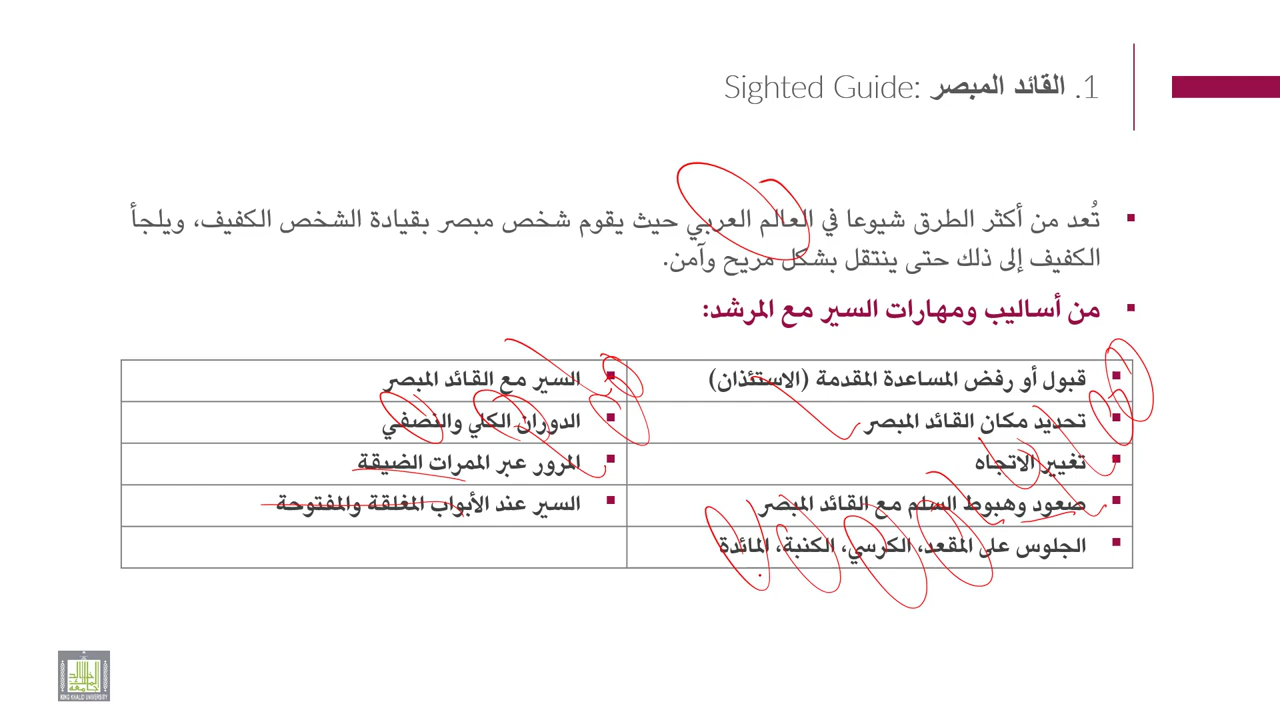 1. القائد المبصر :Sighted Guide
تُعد من أكثر الطرق شيوعا في العالم العربي حيث يقوم شخص مبصر بقيادة الشخص الكفيف، ويلجأ
الكفيف إلى ذلك حتى ينتقل بشكل مريح وآمن.
من أساليب ومهارات السير مع المرشد:
قبول أو رفض المساعدة المقدمة (الاستئذان)
السير مع القائد المبصر
تحديد مكان القائد المبصر
الدوران الكلي والنصفي
تغيير الاتجاه
المرور عبر الممرات الضيقة
صعود وهبوط السلم مع القائد المبصر
السير عند الأبواب المغلقة والمفتوحة
الجلوس على المقعد، الكرسي، الكنبة، المائدة
KING KHALID UNIVERSITY